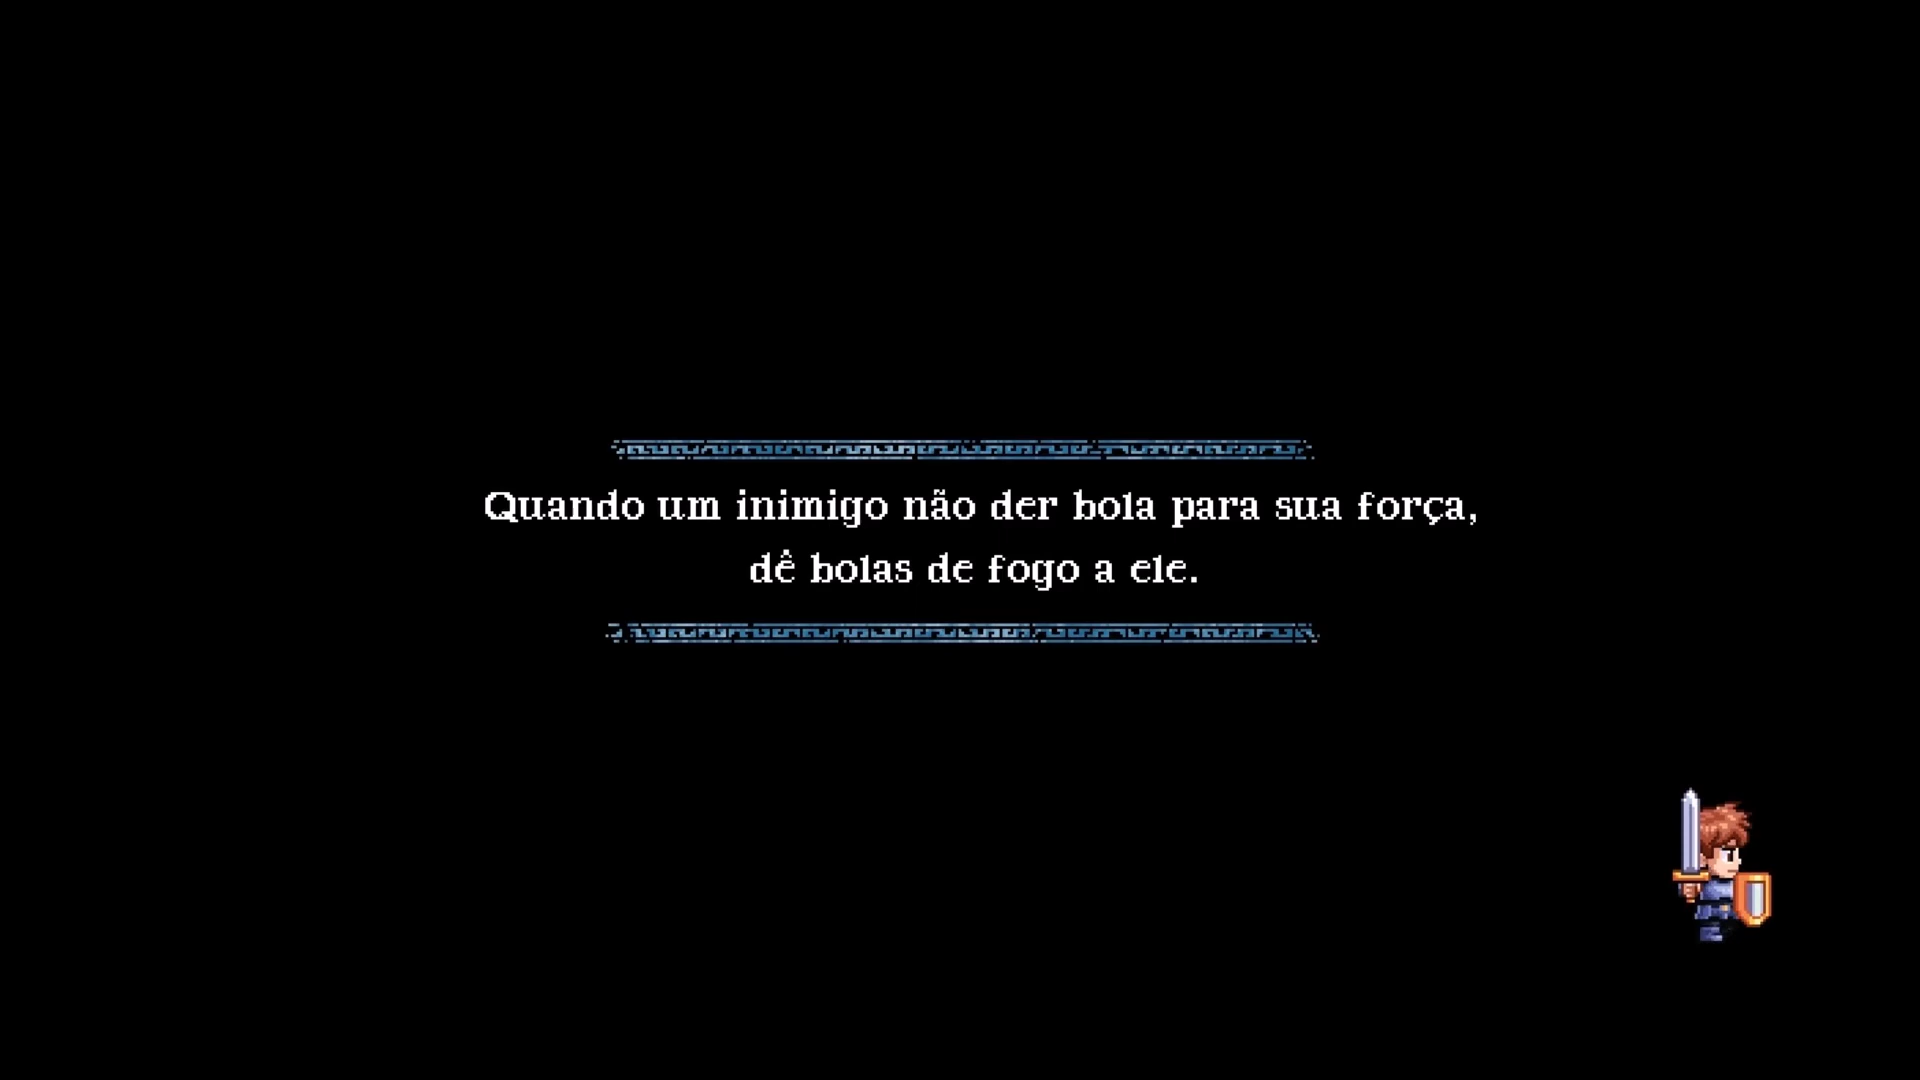 Quando um inimigo não der bola para sua força,
dê bolas de fogo a ele.